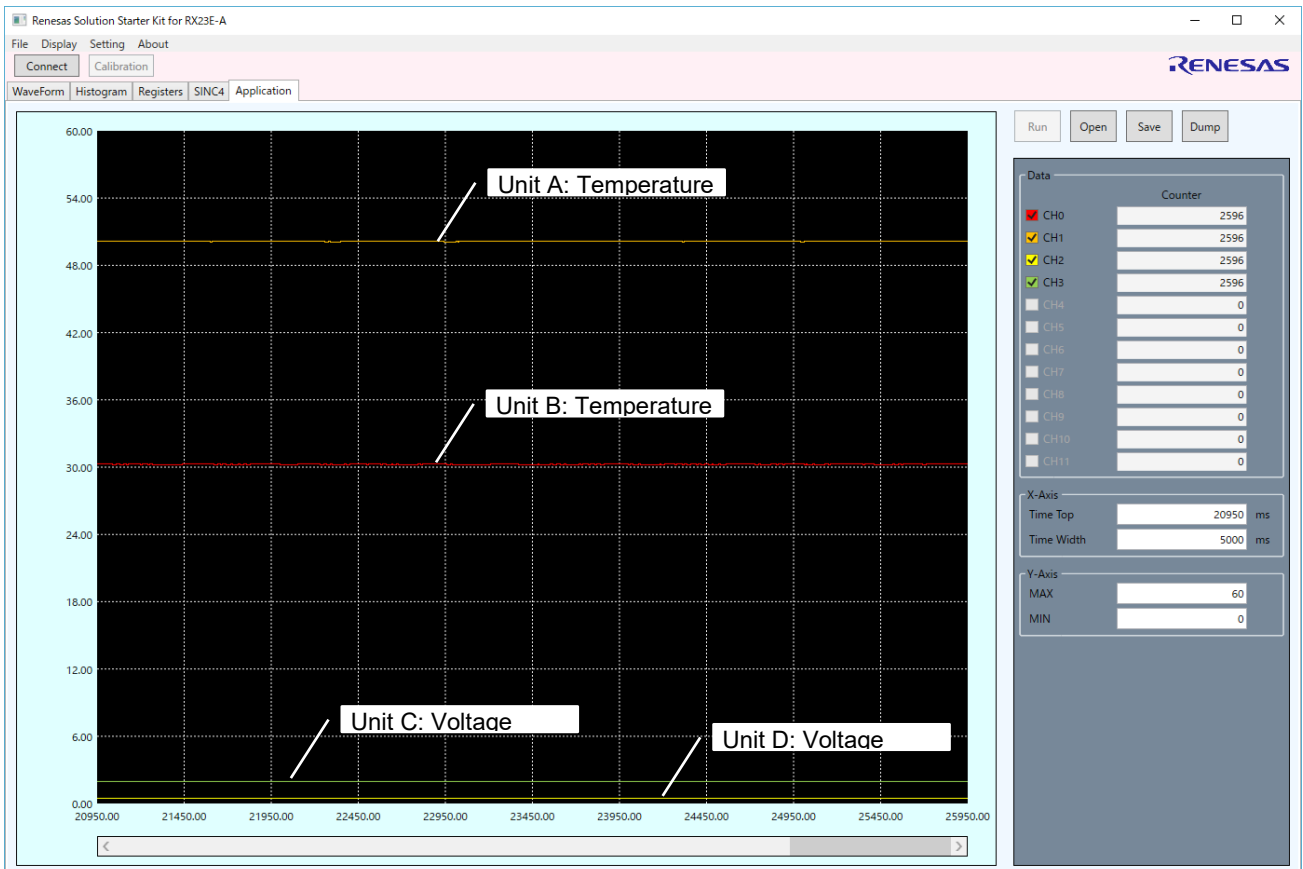 Renesas Solution Starter Kit for RX23E-A
File Display Setting About
Connect Calibration
RENESAS
WaveForm Histogram Registers SINC4 Application
Run Open Save Dump
60.00
54.00
48.00
42.00
36.00
30.00
24.00
18.00
12.00
6.00
0.00
Unit A: Temperature
Unit B: Temperature
Unit C: Voltage
Unit D: Voltage
20950.00 21450.00 21950.00 22450.00 22950.00 23450.00 23950.00 24450.00 24950.00 25450.00 25950.00
Data
Counter
CH0 2596
CH1 2596
CH2 2596
CH3 2596
CH4 0
CH5 0
CH6 0
CH7 0
CH8 0
CH9 0
CH10 0
CH11 0
X-Axis
Time Top 20950 ms
Time Width 5000 ms
Y-Axis
MAX 60
MIN 0